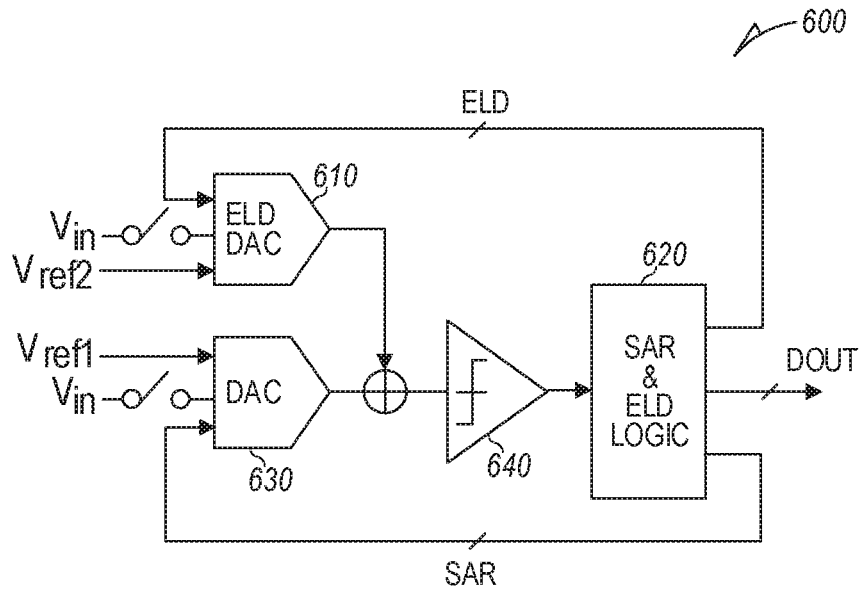 600
ELD
610
ELD
DAC
Vin
Vref2
620
Vref1
Vin
DAC
SAR
&
ELD
LOGIC
DOUT
630
640
SAR